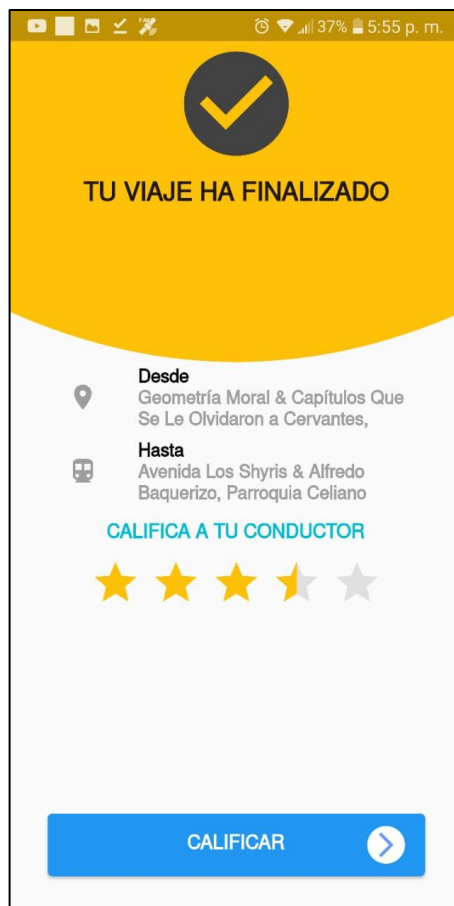 37% 5:55 p. m.
TU VIAJE HA FINALIZADO
Desde
Geometría Moral & Capítulos Que
Se Le Olvidaron a Cervantes,
Hasta
Avenida Los Shyris & Alfredo
Baquerizo, Parroquia Celiano
CALIFICA A TU CONDUCTOR
CALIFICAR